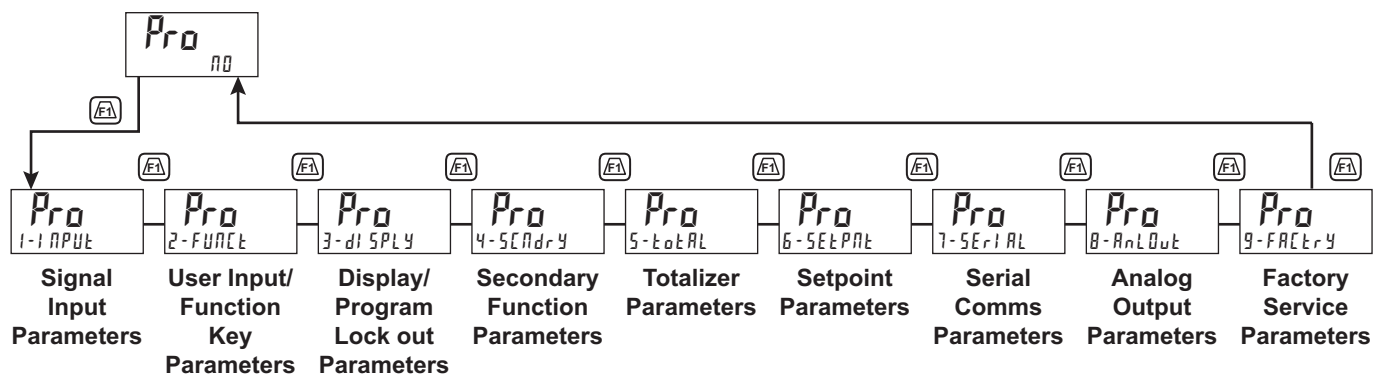 Pro
NO
F1
F1 F1 F1 F1 F1 F1 F1 F1 F1
Pro Pro Pro Pro Pro Pro Pro Pro Pro
1-INPUt 2-FUNCt 3-diSPLY 4-SCNdrY 5-totAL 6-SEtPNt 7-SErIAL 8-AnLOut 9-FACtrY
Signal User Input/ Display/ Secondary Totalizer Setpoint Serial Analog Factory
Input Function Program Function Parameters Parameters Comms Output Service
Parameters Key Lock out Parameters Parameters Parameters Parameters
Parameters Parameters